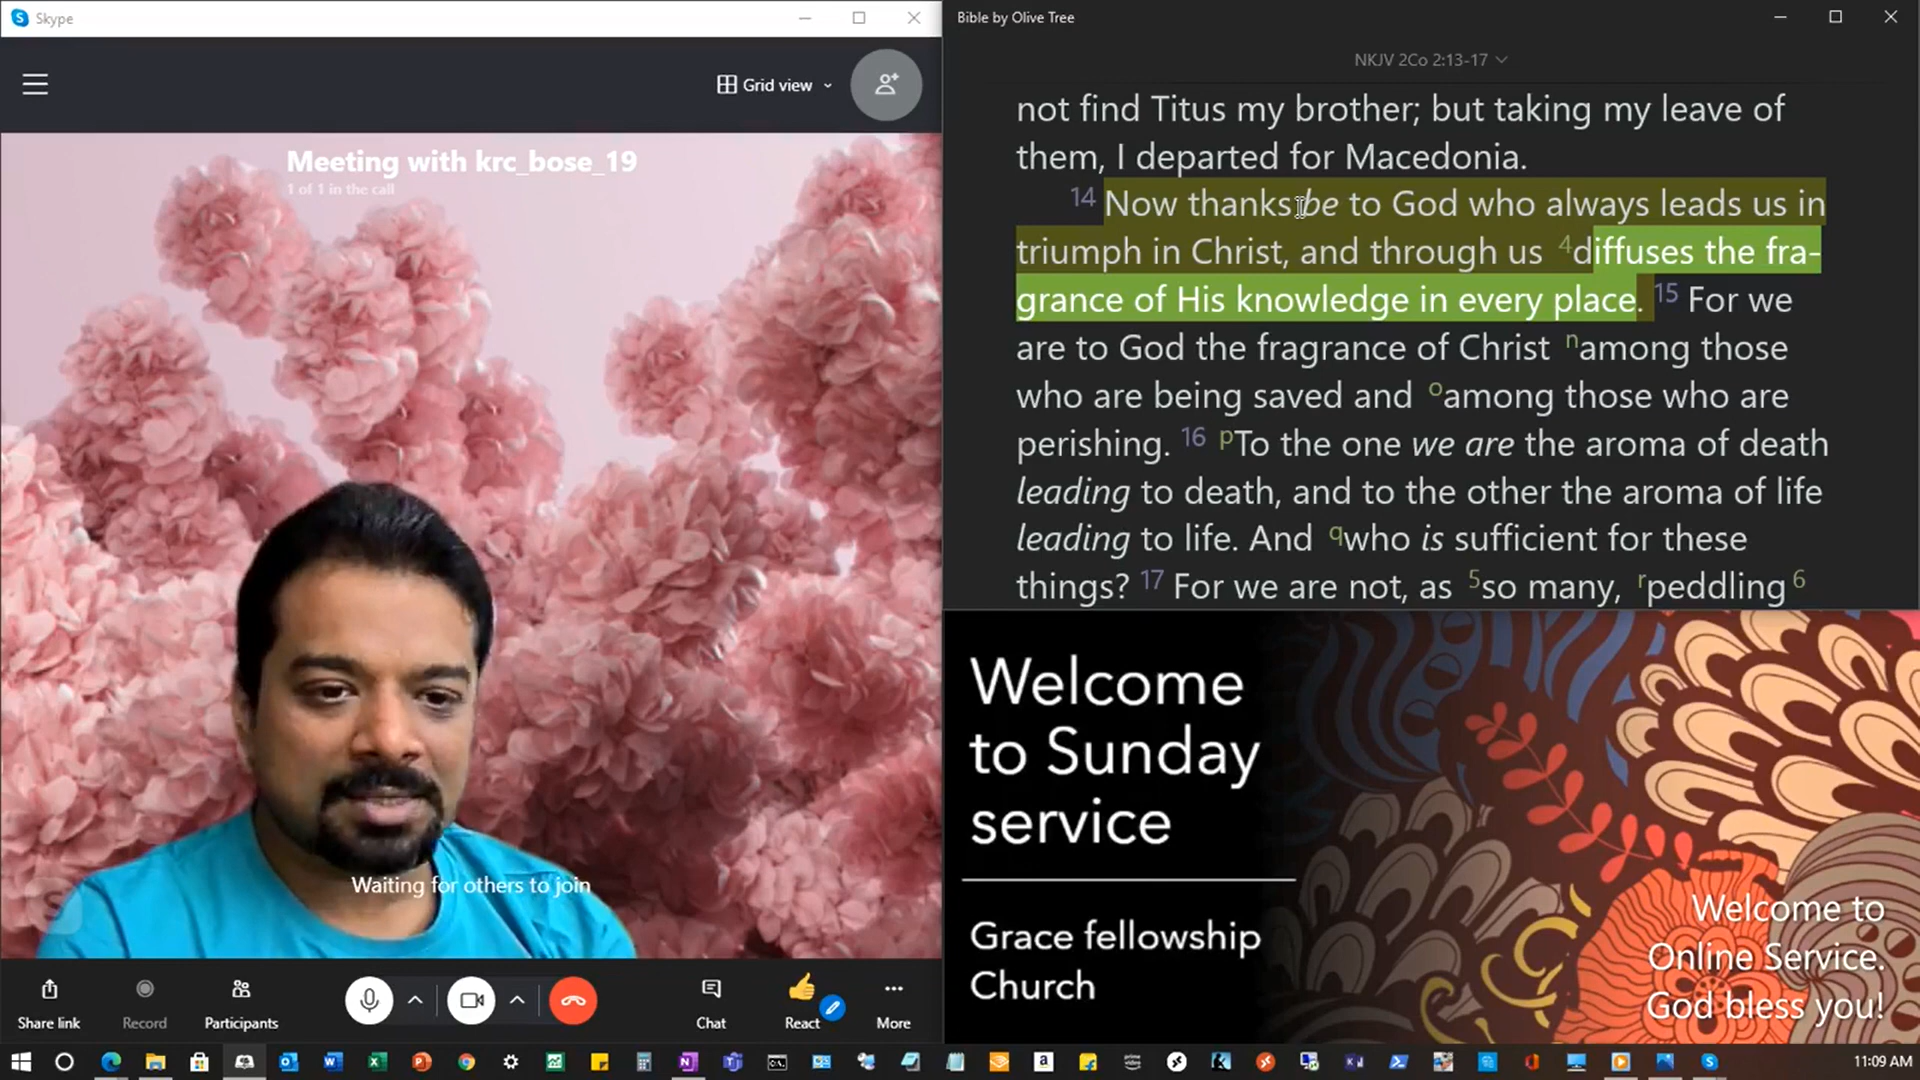 Skype
Grid view
Meeting with krc_bose_19
1 of 1 in the call
Waiting for others to join
Share link
Record
Participants
Chat
React
More
Bible by Olive Tree
NKJV 2Co 2:13-17
not find Titus my brother; but taking my leave of
them, I departed for Macedonia.
14 Now thanks be to God who always leads us in
triumph in Christ, and through us 4diffuses the fra-
grance of His knowledge in every place. 15 For we
are to God the fragrance of Christ n among those
who are being saved and o among those who are
perishing. 16 p To the one we are the aroma of death
leading to death, and to the other the aroma of life
leading to life. And q who is sufficient for these
things? 17 For we are not, as 5 so many, r peddling 6
Welcome
to Sunday
service
Grace fellowship
Church
Welcome to
Online Service.
God bless you!
11:09 AM